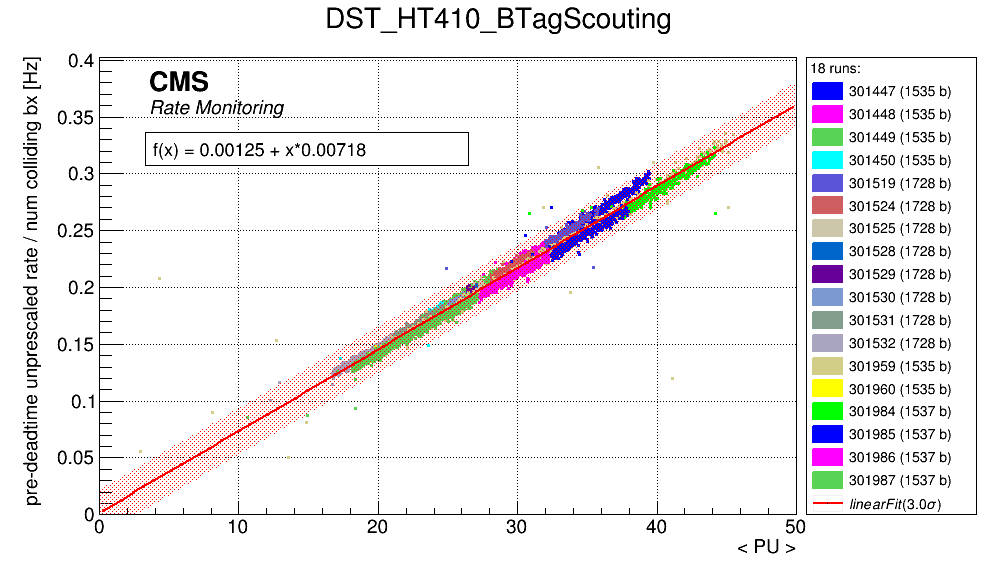 DST_HT410_BTagScouting
pre-deadtime unprescaled rate / num colliding bx [Hz]
0.4
0.35
0.3
0.25
0.2
0.15
0.1
0.05
0
CMS
Rate Monitoring
f(x) = 0.00125 + x*0.00718
0 10 20 30 40 50
< PU >
18 runs:
301447 (1535 b)
301448 (1535 b)
301449 (1535 b)
301450 (1535 b)
301519 (1728 b)
301524 (1728 b)
301525 (1728 b)
301528 (1728 b)
301529 (1728 b)
301530 (1728 b)
301531 (1728 b)
301532 (1728 b)
301959 (1535 b)
301960 (1535 b)
301984 (1537 b)
301985 (1537 b)
301986 (1537 b)
301987 (1537 b)
linearFit(3.0σ)